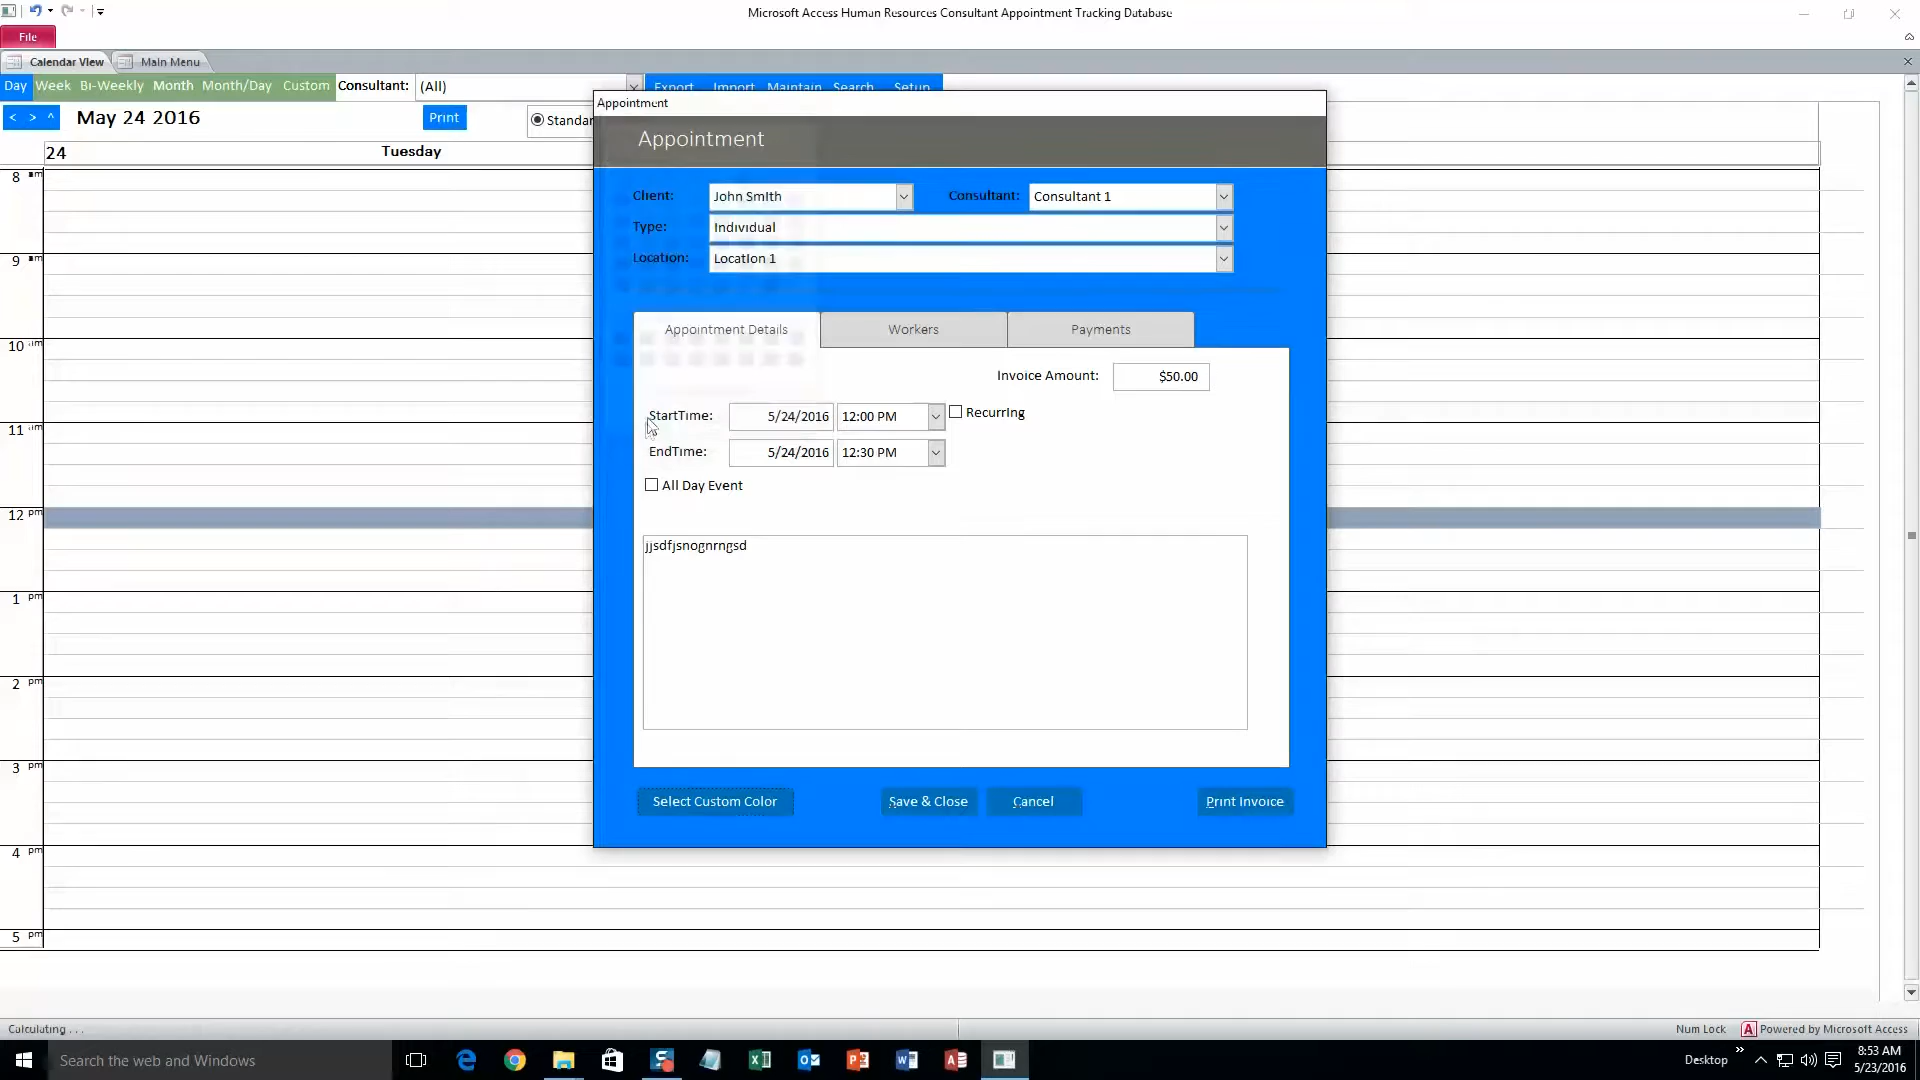 Microsoft Access Human Resources Consultant Appointment Tracking Database
File
Calendar View
Main Menu
Day Week Bi-Weekly Month Month/Day Custom Consultant: (All) Export Import Maintain Search Setup
< > ^ May 24 2016 Print Standar
24 Tuesday
8 am
9 am
10 am
11 am
12 pm
1 pm
2 pm
3 pm
4 pm
5 pm
Appointment
Appointment
Client: John Smith Consultant: Consultant 1
Type: Individual
Location: Location 1
Appointment Details Workers Payments
Invoice Amount: $50.00
StartTime: 5/24/2016 12:00 PM Recurring
EndTime: 5/24/2016 12:30 PM
All Day Event
jjsdfjsnognrngsd
Select Custom Color Save & Close Cancel Print Invoice
Calculating . . . Num Lock Powered by Microsoft Access
Search the web and Windows
Desktop
8:53 AM
5/23/2016